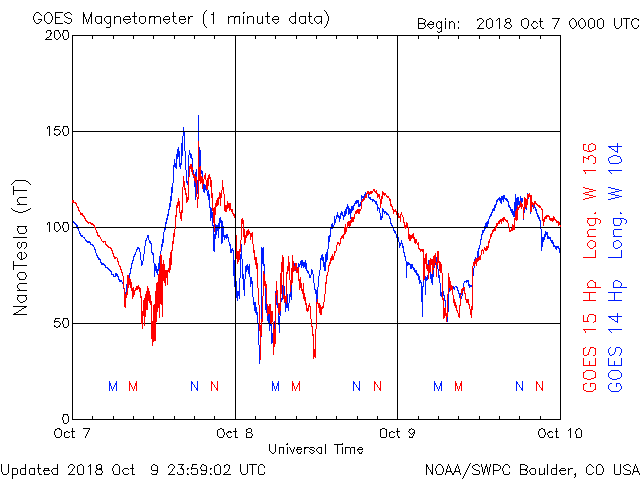 GOES Magnetometer (1 minute data)
Begin: 2018 Oct 7 0000 UTC
200
150
100
50
0
NanoTesla (nT)
M M N N M M N N M M N N
Oct 7 Oct 8 Oct 9 Oct 10
Universal Time
GOES 15 Hp Long. W 136
GOES 14 Hp Long. W 104
Updated 2018 Oct 9 23:59:02 UTC
NOAA/SWPC Boulder, CO USA